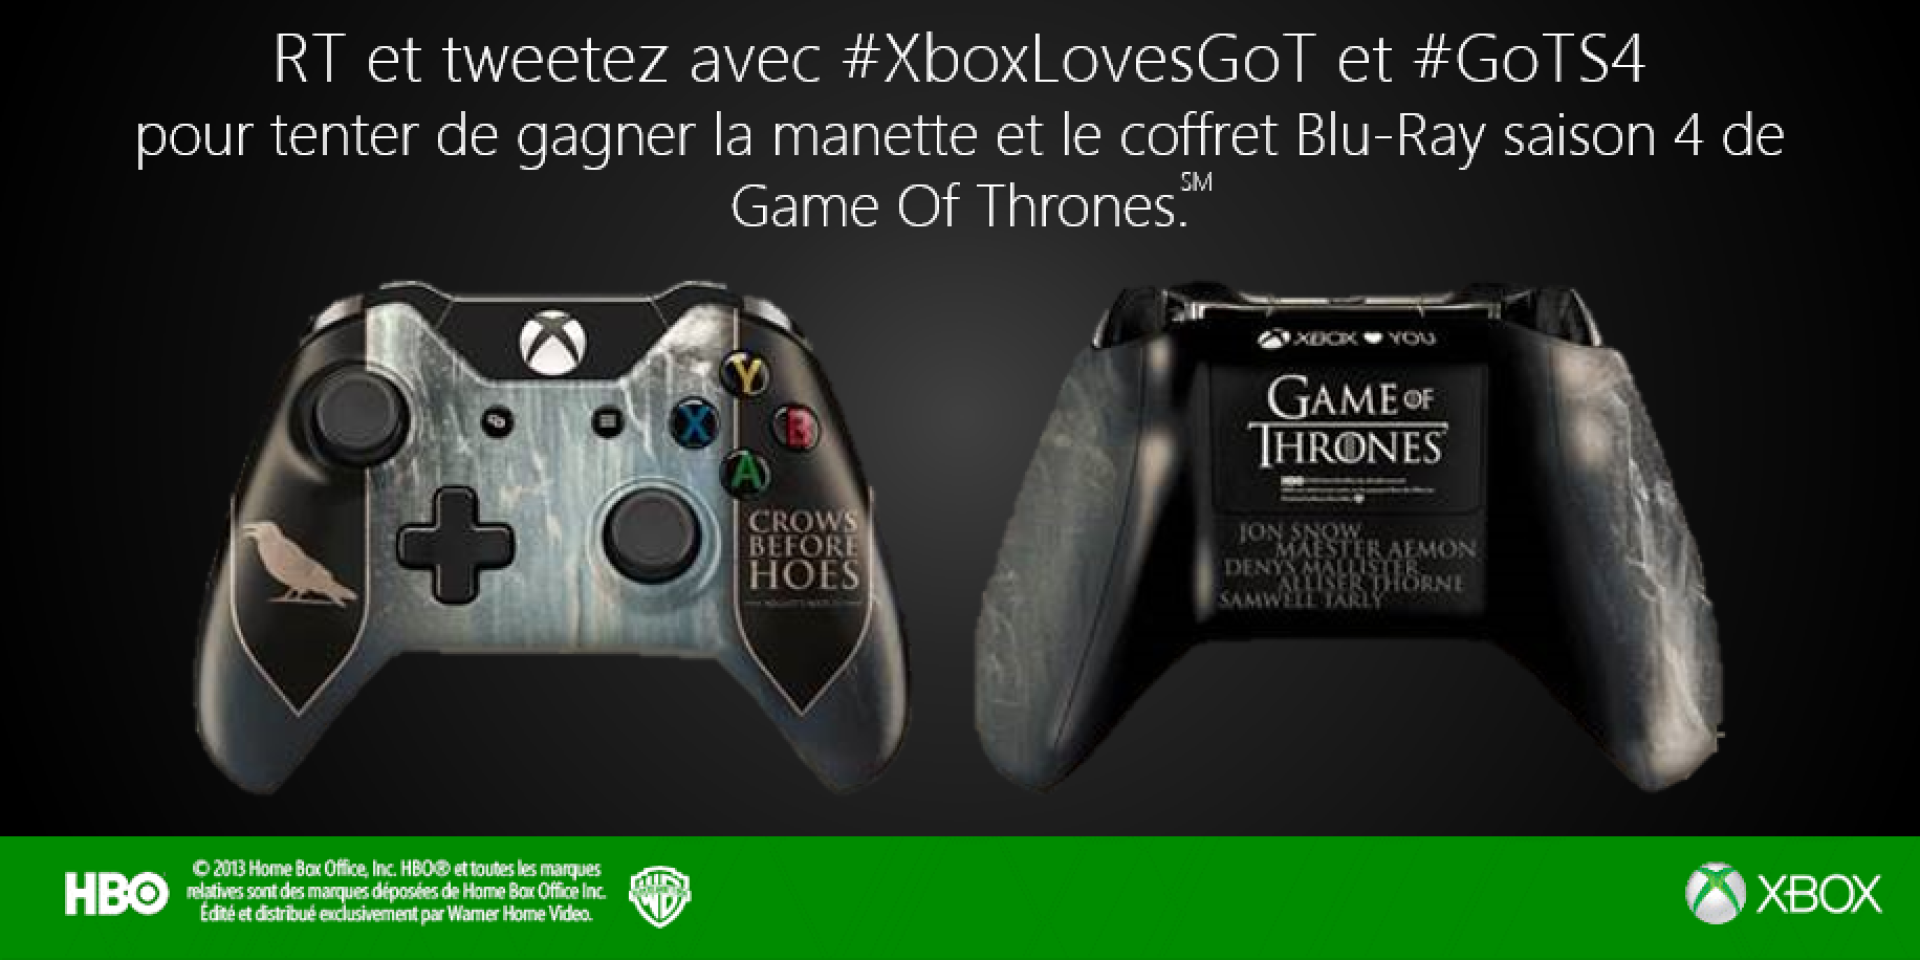 RT et tweetez avec #XboxLovesGoT et #GoTS4
pour tenter de gagner la manette et le coffret Blu-Ray saison 4 de
Game Of Thrones.℠
Y
X
B
A
CROWS
BEFORE
HOES
XBOX ♥ YOU
GAME OF
THRONES
HBO
JON SNOW
MAESTER AEMON
DENYS MALLISTER
ALLISER THORNE
SAMWELL TARLY
HBO
© 2013 Home Box Office, Inc. HBO® et toutes les marques
relatives sont des marques déposées de Home Box Office Inc.
Édité et distribué exclusivement par Warner Home Video.
XBOX